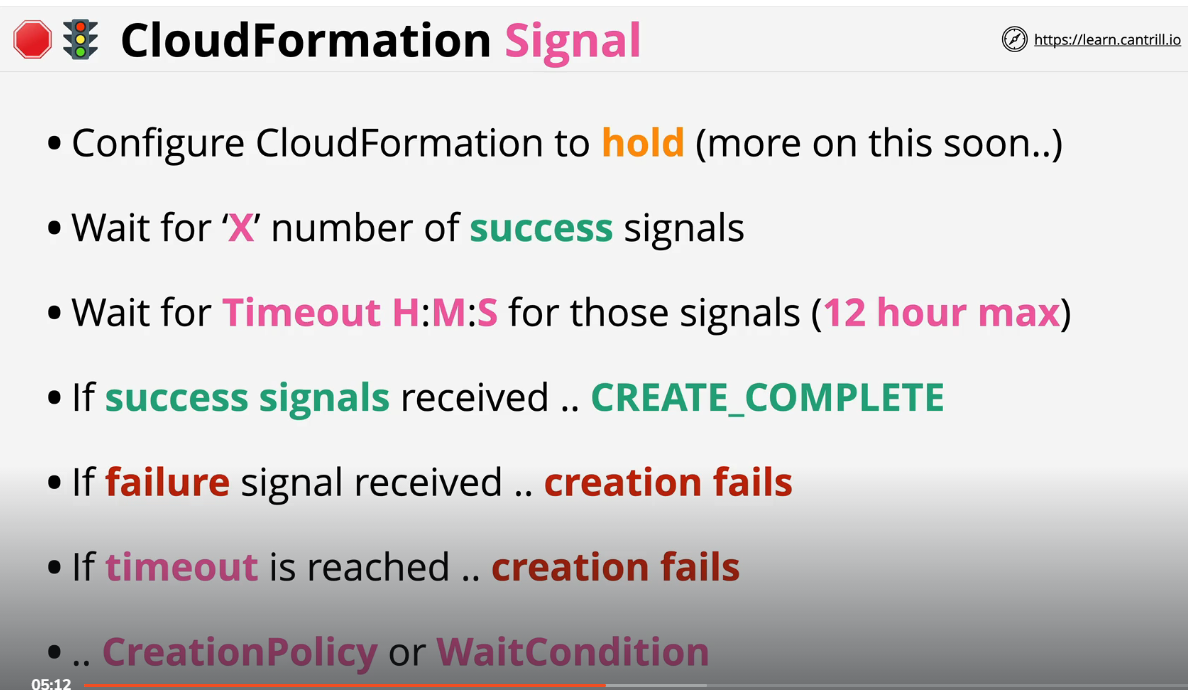 CloudFormation Signal
https://learn.cantrill.io
• Configure CloudFormation to hold (more on this soon..)
• Wait for ‘X’ number of success signals
• Wait for Timeout H:M:S for those signals (12 hour max)
• If success signals received .. CREATE_COMPLETE
• If failure signal received .. creation fails
• If timeout is reached .. creation fails
• .. CreationPolicy or WaitCondition
05:12